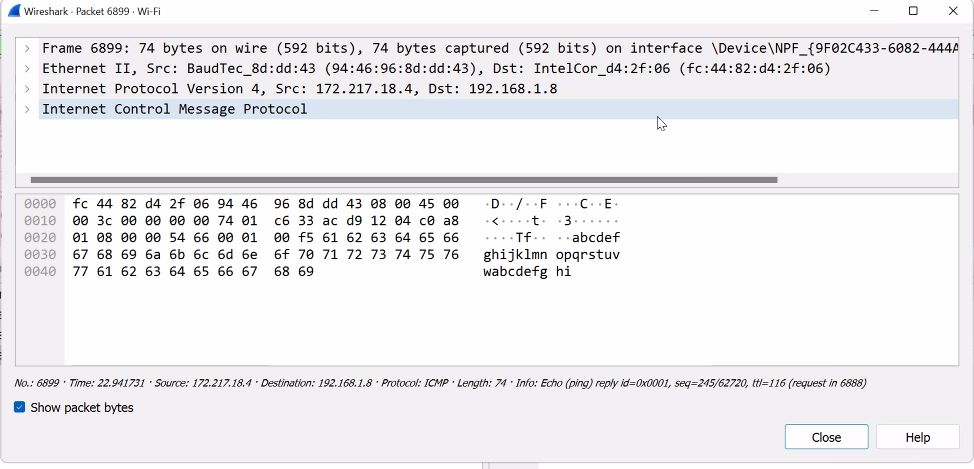 Wireshark · Packet 6899 · Wi-Fi
Frame 6899: 74 bytes on wire (592 bits), 74 bytes captured (592 bits) on interface \Device\NPF_{9F02C433-6082-444A
Ethernet II, Src: BaudTec_8d:dd:43 (94:46:96:8d:dd:43), Dst: IntelCor_d4:2f:06 (fc:44:82:d4:2f:06)
Internet Protocol Version 4, Src: 172.217.18.4, Dst: 192.168.1.8
Internet Control Message Protocol
0000 fc 44 82 d4 2f 06 94 46 96 8d dd 43 08 00 45 00 ·D··/··F ···C··E·
0010 00 3c 00 00 00 00 74 01 c6 33 ac d9 12 04 c0 a8 ·<····t· ·3······
0020 01 08 00 00 54 66 00 01 00 f5 61 62 63 64 65 66 ····Tf·· ··abcdef
0030 67 68 69 6a 6b 6c 6d 6e 6f 70 71 72 73 74 75 76 ghijklmn opqrstuv
0040 77 61 62 63 64 65 66 67 68 69 wabcdefg hi
No.: 6899 · Time: 22.941731 · Source: 172.217.18.4 · Destination: 192.168.1.8 · Protocol: ICMP · Length: 74 · Info: Echo (ping) reply id=0x0001, seq=245/62720, ttl=116 (request in 6888)
Show packet bytes
Close Help